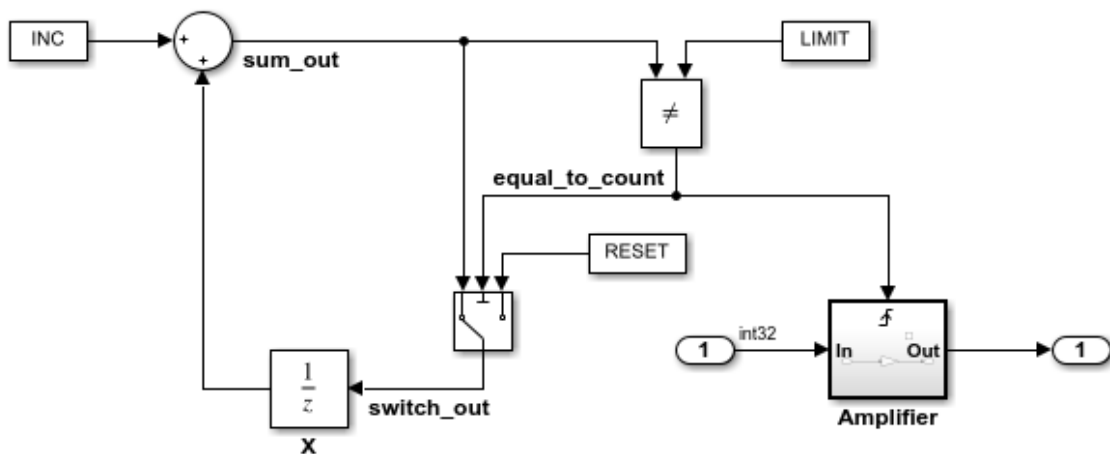 INC
+
+
sum_out
LIMIT
≠
equal_to_count
RESET
1
int32
In
Out
1
Amplifier
1
z
switch_out
X